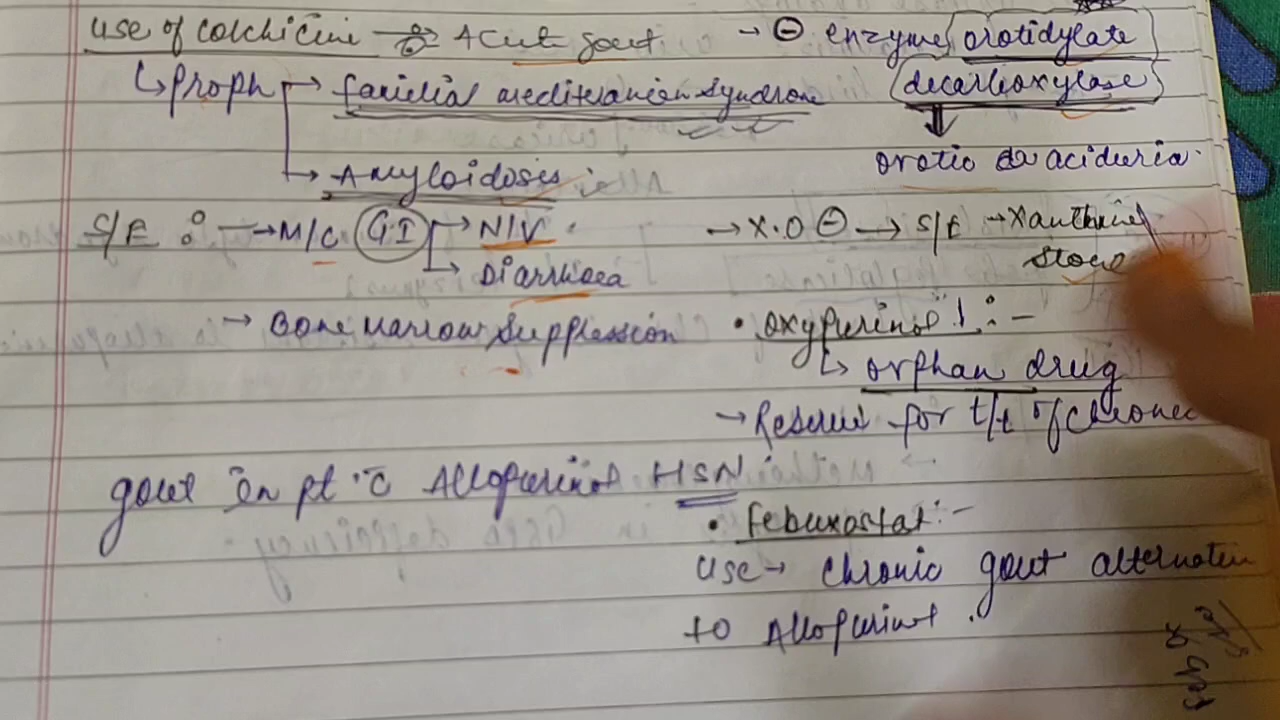 use of colchicine → Acute gout
↳ Proph → familial mediteranian syndrome
→ Amyloidosis
S/E : → M/C GI → N/V
→ Diarrhoea
→ Bone Marrow Suppression
→ ⊖ enzyme orotidylate
decarboxylase
↓
orotic aciduria.
→ X.O ⊖ → S/E → Xanthine
stone
• Oxypurinol :-
↳ orphan drug
→ Reserve for t/t of chronic
gout in pt c̄ Allopurinol HSN
• Febuxostat :-
use → chronic gout alternative
to Allopurinol .